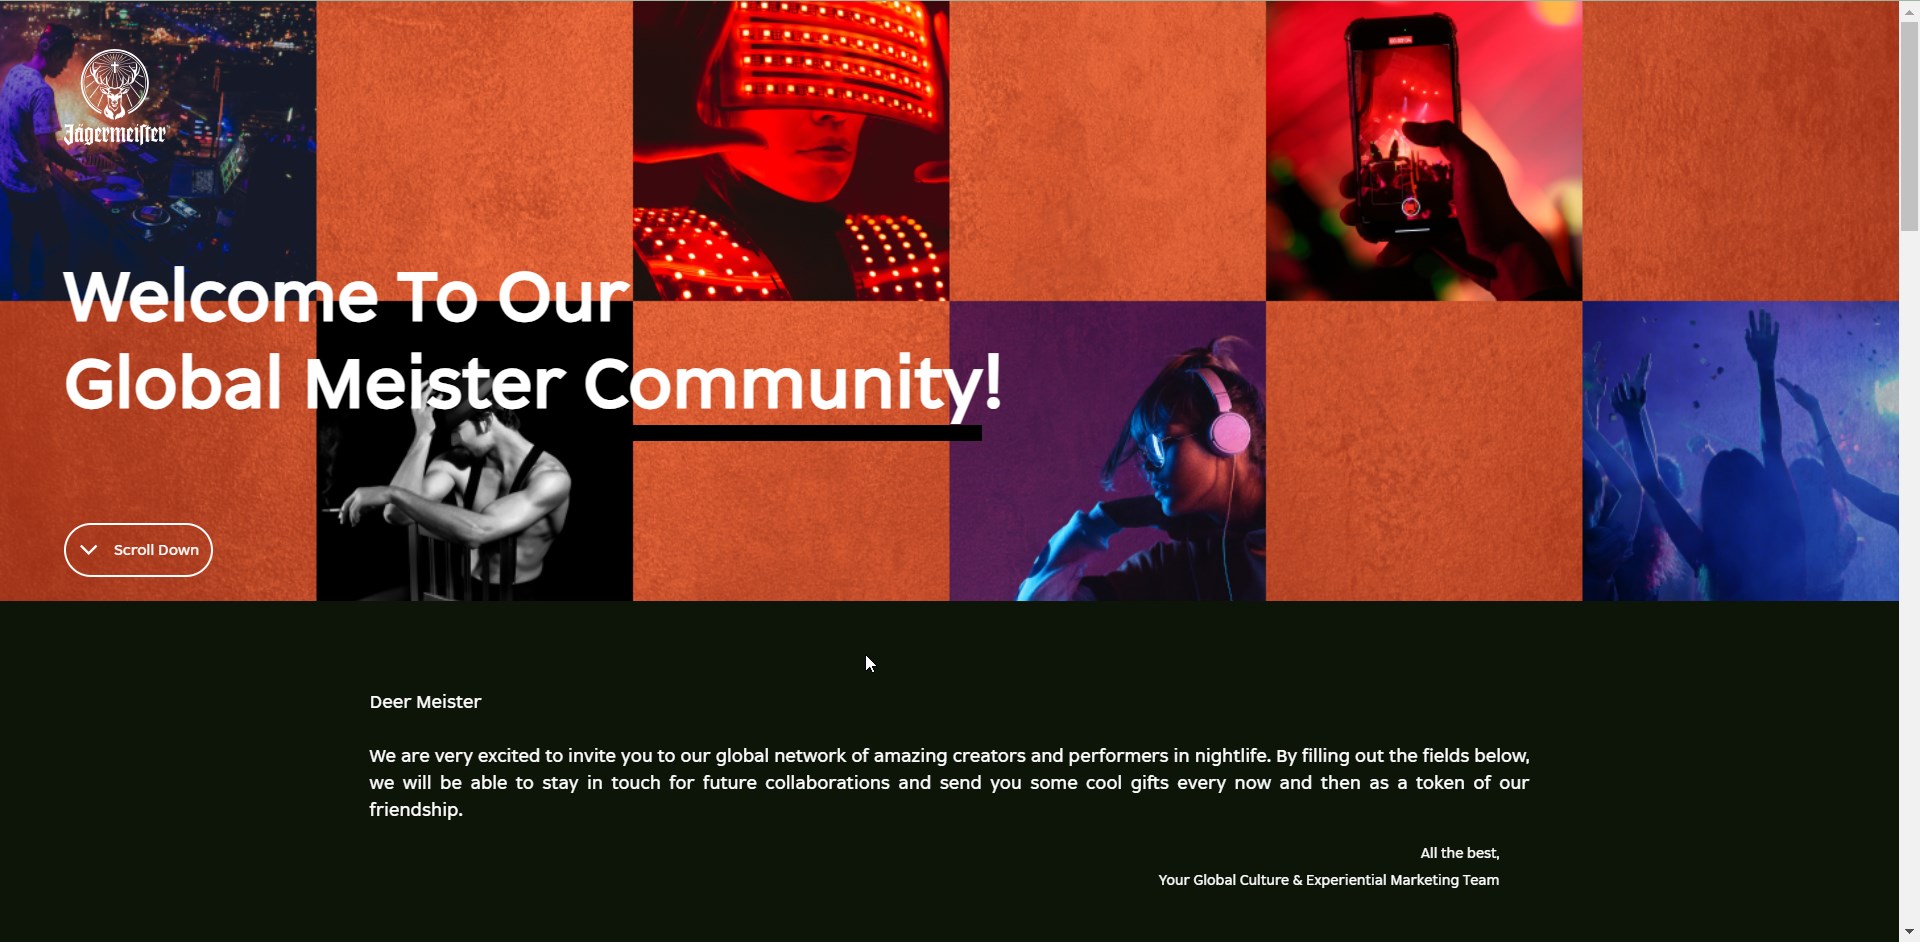 Jägermeister
Welcome To Our
Global Meister Community!
Scroll Down
Deer Meister
We are very excited to invite you to our global network of amazing creators and performers in nightlife. By filling out the fields below,
we will be able to stay in touch for future collaborations and send you some cool gifts every now and then as a token of our
friendship.
All the best,
Your Global Culture & Experiential Marketing Team